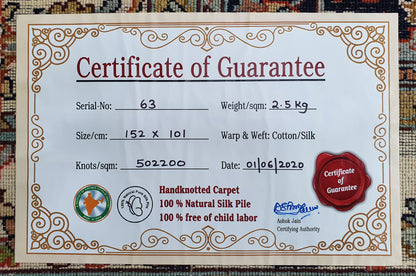 Certificate of Guarantee
Serial-No: 63 Weight/sqm: 2.5 Kg
Size/cm: 152 x 101 Warp & Weft: Cotton/Silk
Knots/sqm: 502200 Date: 01/06/2020
Handknotted Carpet
100 % Natural Silk Pile
100 % free of child labor
Certificate of
Guarantee
Ashok Jain
Certifying Authority